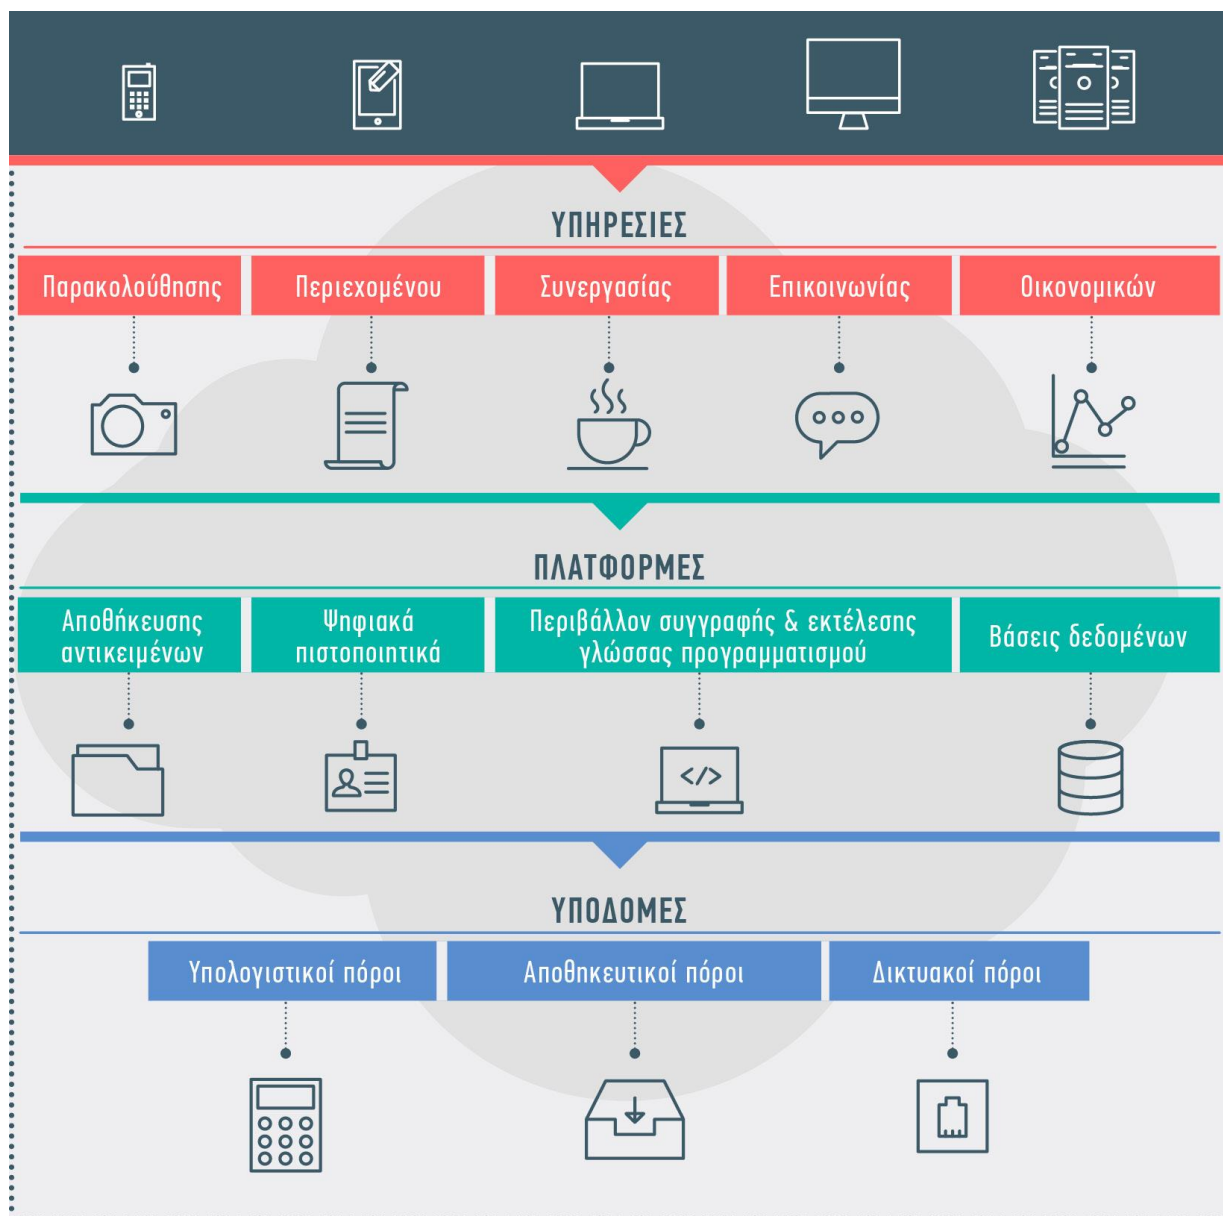 ΥΠΗΡΕΣΙΕΣ
Παρακολούθησης
Περιεχομένου
Συνεργασίας
Επικοινωνίας
Οικονομικών
ΠΛΑΤΦΟΡΜΕΣ
Αποθήκευσης
αντικειμένων
Ψηφιακά
πιστοποιητικά
Περιβάλλον συγγραφής & εκτέλεσης
γλώσσας προγραμματισμού
Βάσεις δεδομένων
</>
ΥΠΟΔΟΜΕΣ
Υπολογιστικοί πόροι
Αποθηκευτικοί πόροι
Δικτυακοί πόροι